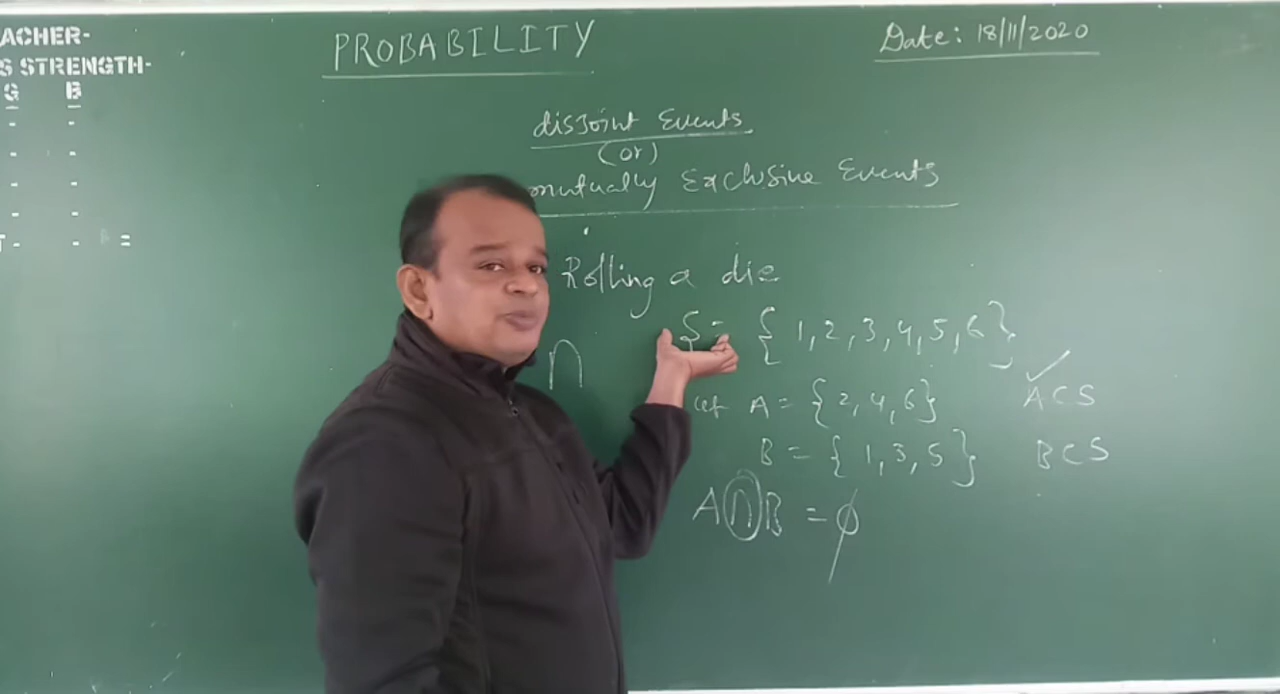 ACHER-
S STRENGTH-
G B
PROBABILITY
Date: 18/11/2020
disjoint Events
(or)
mutually Exclusive Events
Rolling a die
S = { 1, 2, 3, 4, 5, 6 }
∩
let A = { 2, 4, 6 } ✓ A ⊂ S
B = { 1, 3, 5 } B ⊂ S
A ∩ B = ϕ